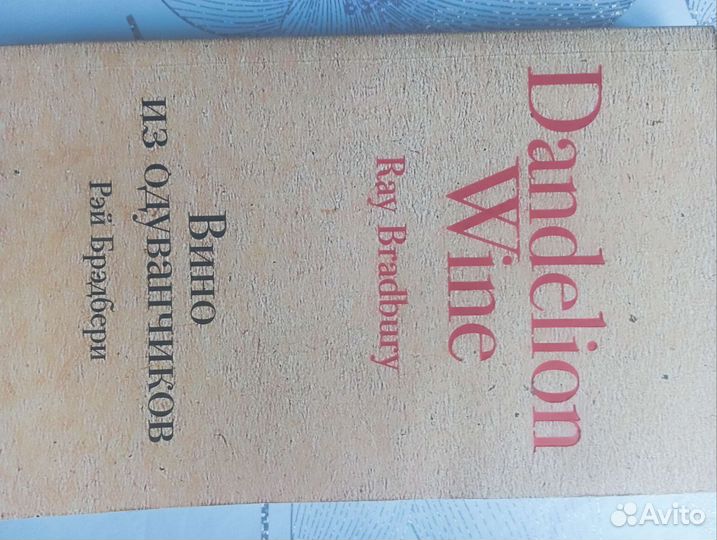 Dandelion
Wine
Ray Bradbury
Вино
из одуванчиков
Рэй Брэдбери
Avito